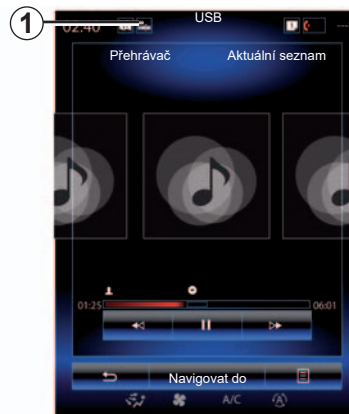 1
USB
02:40
Přehrávač
Aktuální seznam
01:25
06:01
Navigovat do
A/C